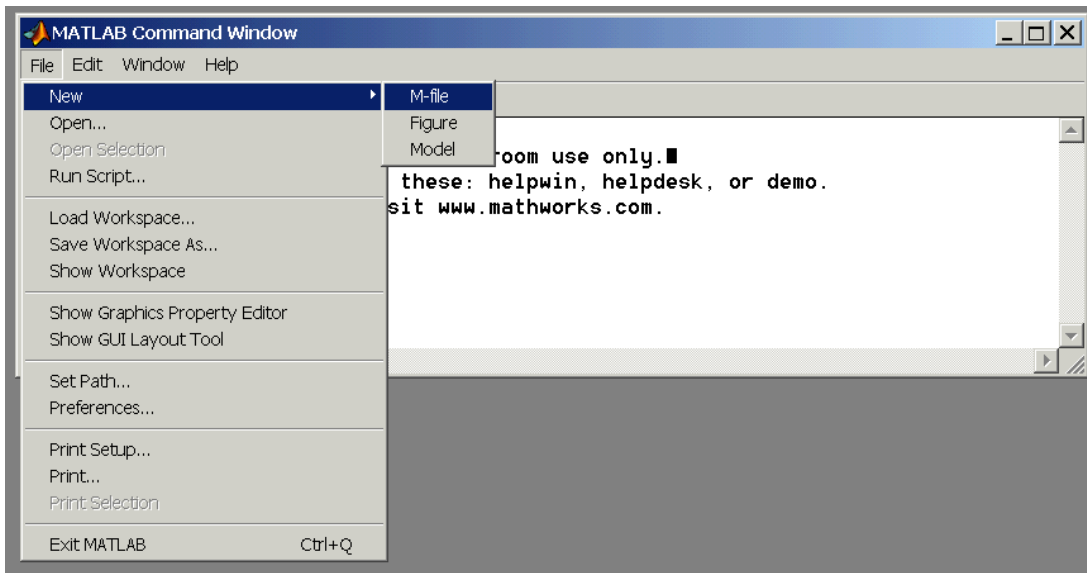 MATLAB Command Window
File Edit Window Help
New
Open...
Open Selection
Run Script...
Load Workspace...
Save Workspace As...
Show Workspace
Show Graphics Property Editor
Show GUI Layout Tool
Set Path...
Preferences...
Print Setup...
Print...
Print Selection
Exit MATLAB Ctrl+Q
M-file
Figure
Model
room use only.
these: helpwin, helpdesk, or demo.
sit www.mathworks.com.